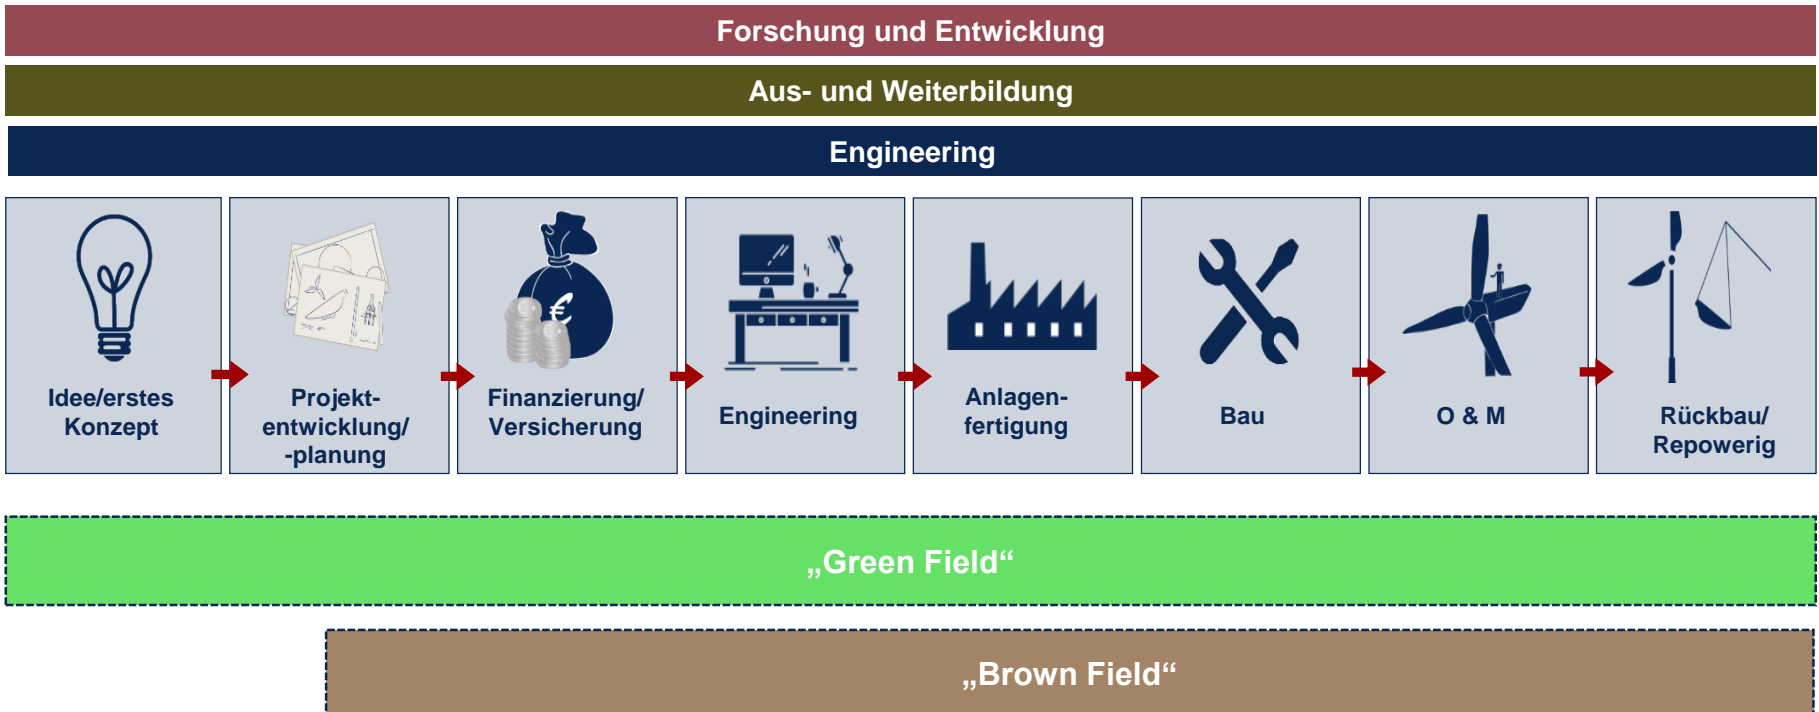 Forschung und Entwicklung
Aus- und Weiterbildung
Engineering
Idee/erstes
Konzept
Projekt-
entwicklung/
-planung
€
Finanzierung/
Versicherung
Engineering
Anlagen-
fertigung
Bau
O & M
Rückbau/
Repowerig
„Green Field“
„Brown Field“